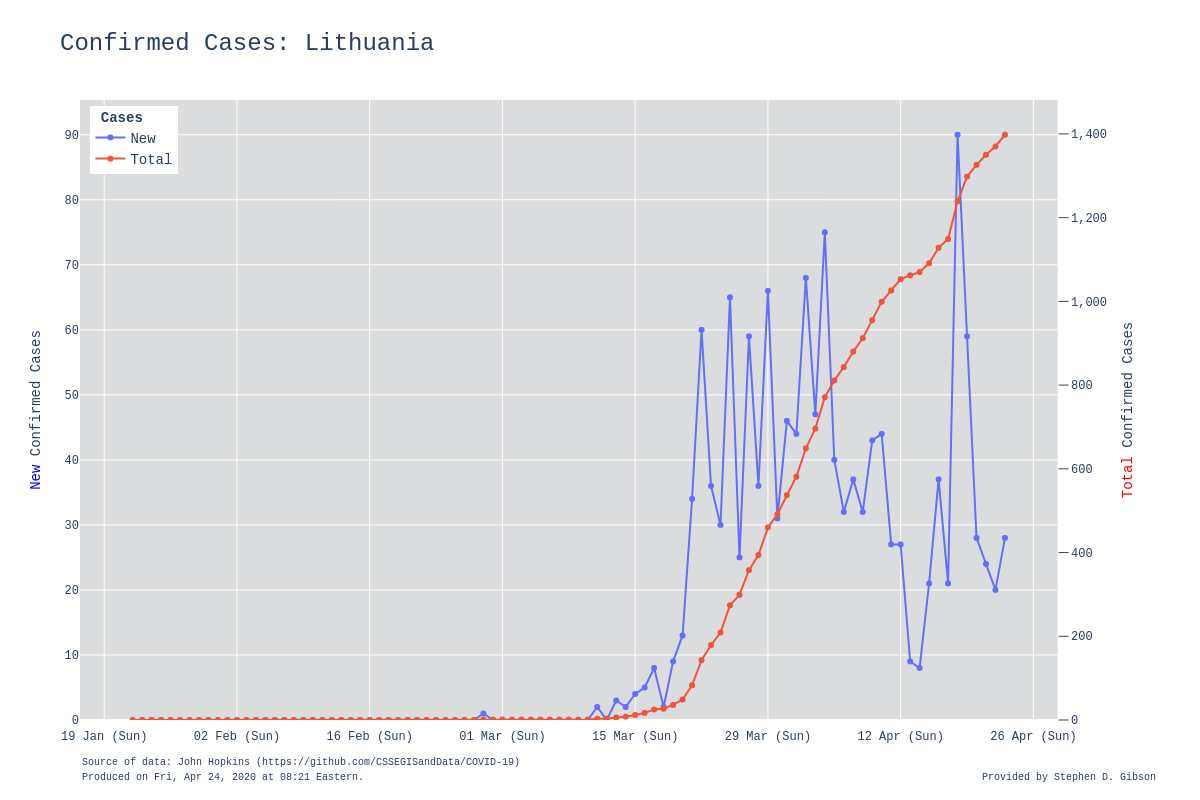 Confirmed Cases: Lithuania
Cases
New
Total
90
80
70
60
50
40
30
20
10
0
New Confirmed Cases
1,400
1,200
1,000
800
600
400
200
0
Total Confirmed Cases
19 Jan (Sun)
02 Feb (Sun)
16 Feb (Sun)
01 Mar (Sun)
15 Mar (Sun)
29 Mar (Sun)
12 Apr (Sun)
26 Apr (Sun)
Source of data: John Hopkins (https://github.com/CSSEGISandData/COVID-19)
Produced on Fri, Apr 24, 2020 at 08:21 Eastern.
Provided by Stephen D. Gibson